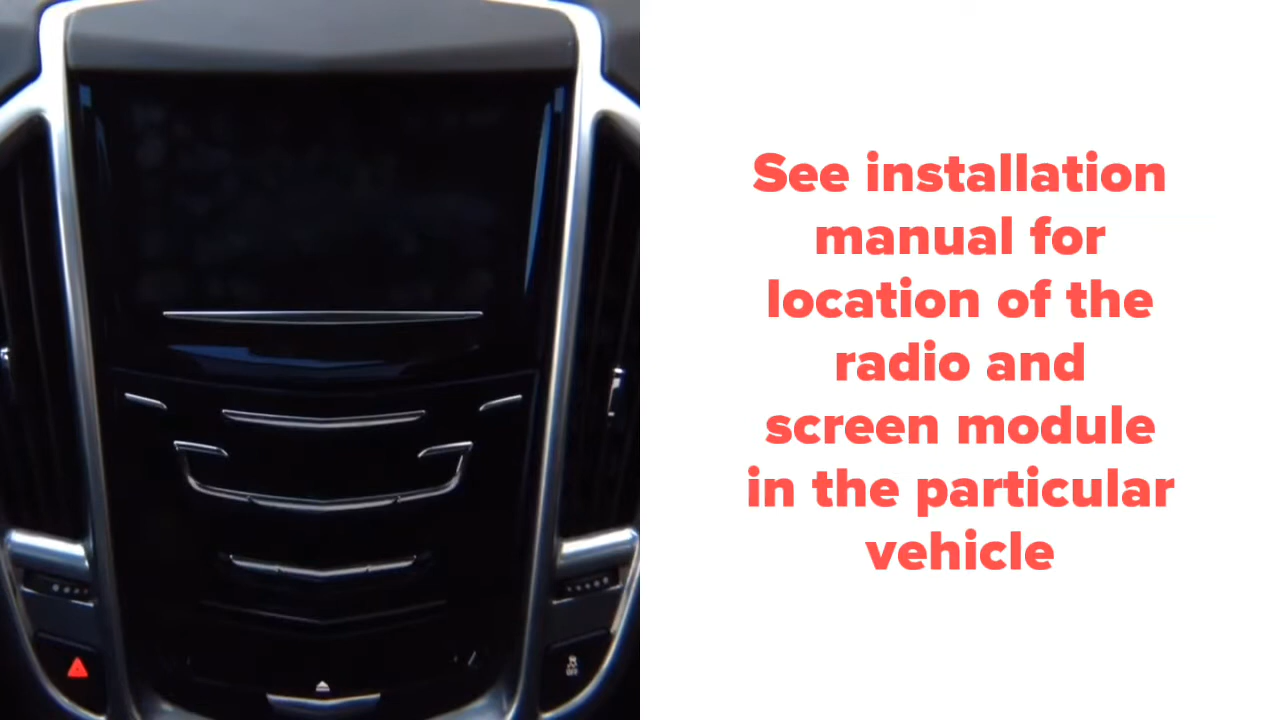 See installation
manual for
location of the
radio and
screen module
in the particular
vehicle